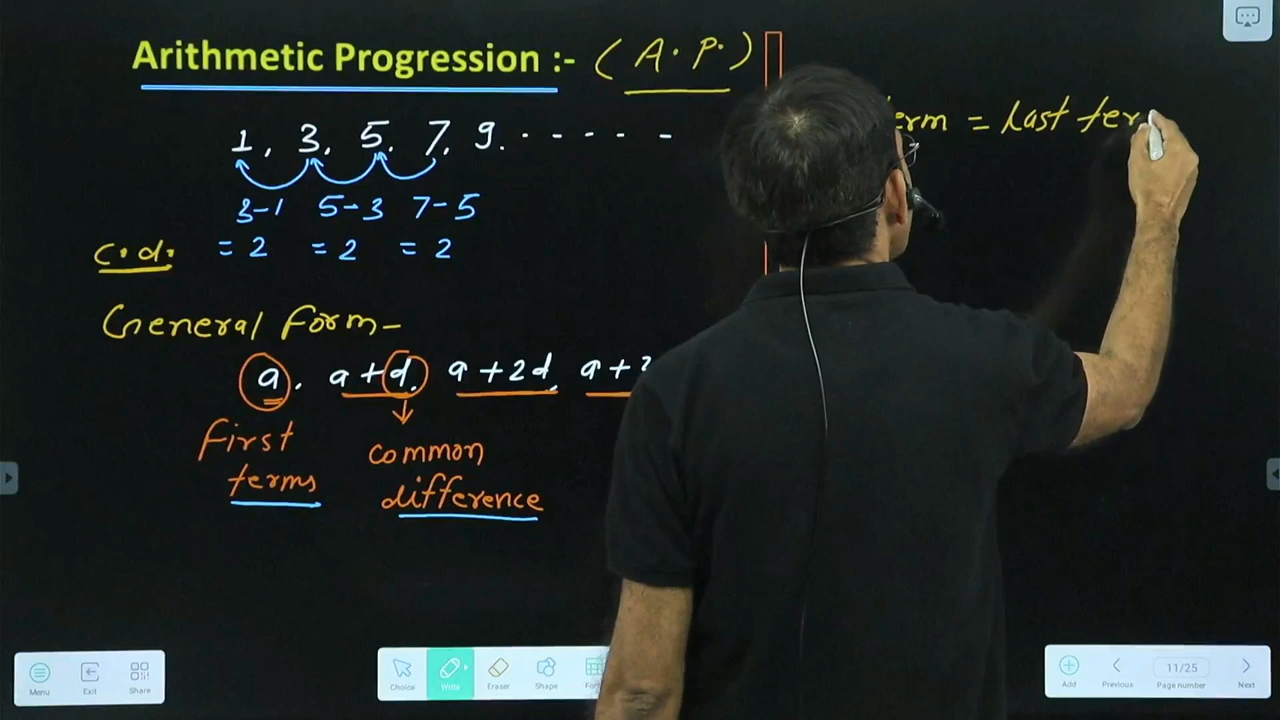 Arithmetic Progression :- (A.P.)
1, 3, 5, 7, 9. - - - - -
3-1 5-3 7-5
c.d. =2 =2 =2
General form-
a, a+d, a+2d, a+
First common
terms difference
term = Last ter
Menu Exit Share
Choice Write Eraser Shape
Add Previous 11/25 Page number Next